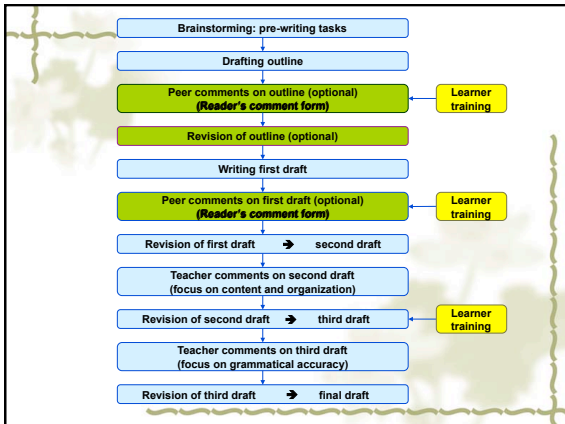 Brainstorming: pre-writing tasks
Drafting outline
Peer comments on outline (optional)
(Reader's comment form)
Learner
training
Revision of outline (optional)
Writing first draft
Peer comments on first draft (optional)
(Reader's comment form)
Learner
training
Revision of first draft ➔ second draft
Teacher comments on second draft
(focus on content and organization)
Revision of second draft ➔ third draft
Learner
training
Teacher comments on third draft
(focus on grammatical accuracy)
Revision of third draft ➔ final draft